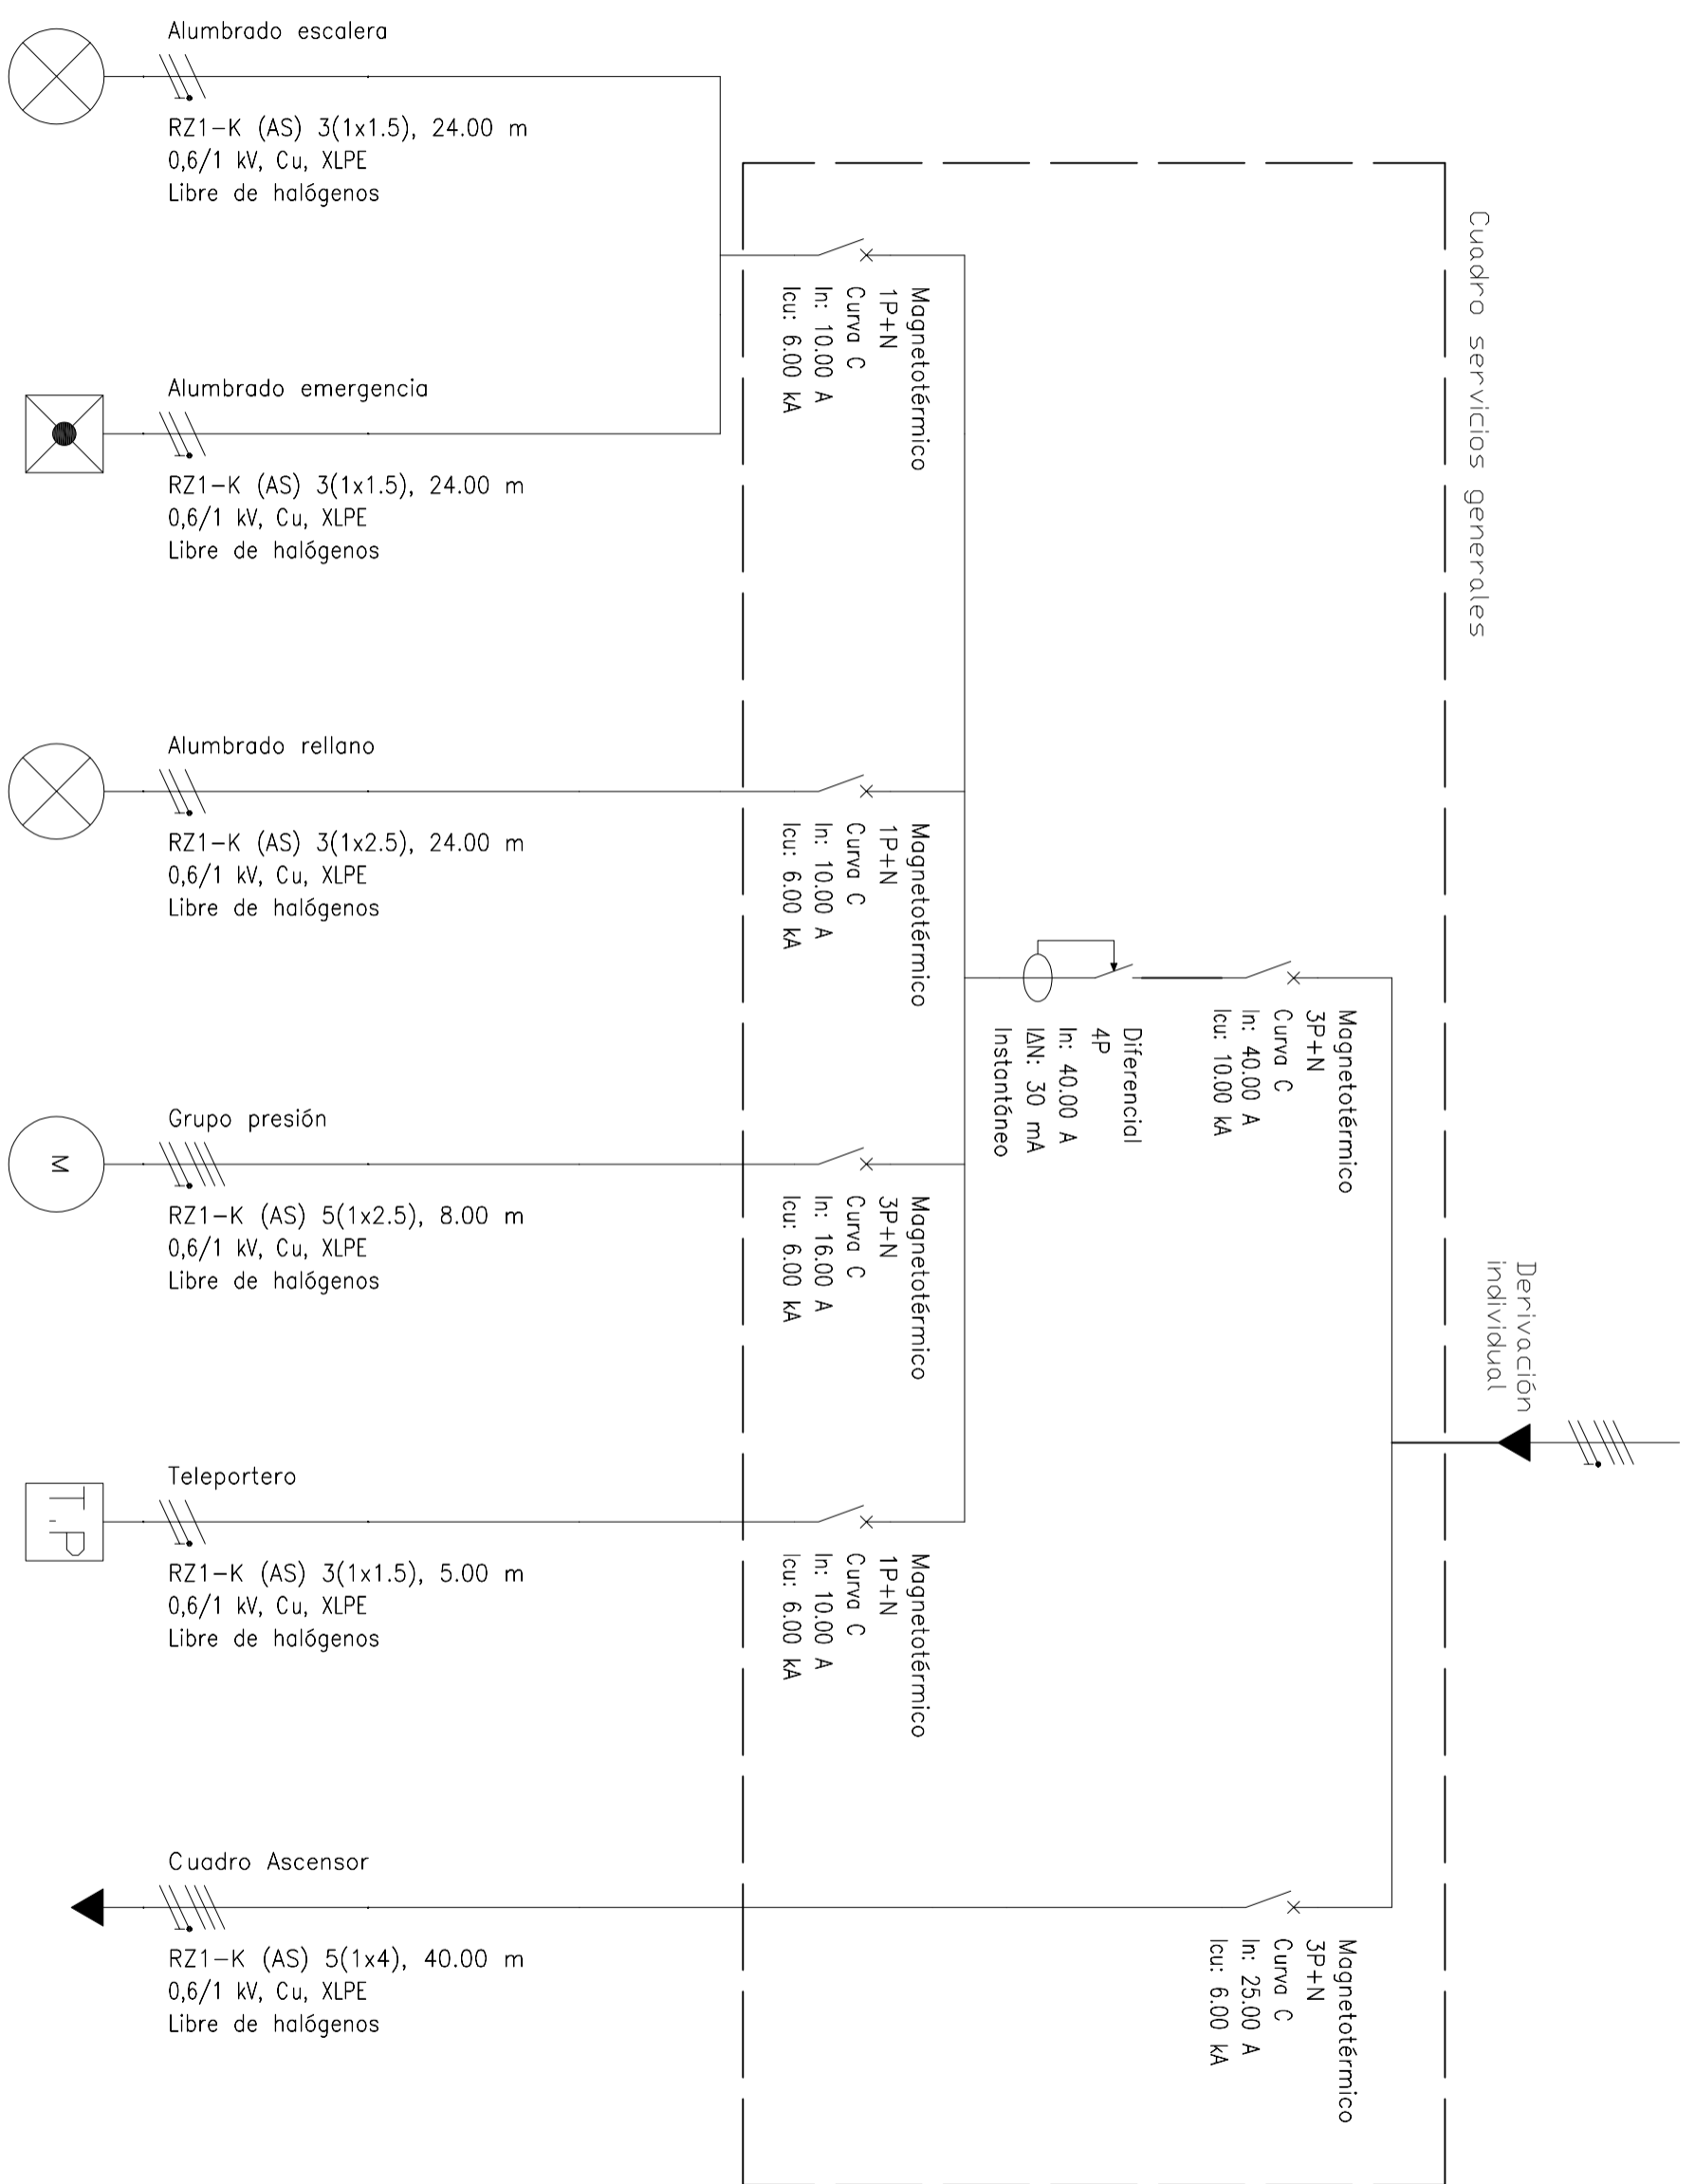 Alumbrado escalera
RZ1-K (AS) 3(1x1.5), 24.00 m
0,6/1 kV, Cu, XLPE
Libre de halógenos
Alumbrado emergencia
RZ1-K (AS) 3(1x1.5), 24.00 m
0,6/1 kV, Cu, XLPE
Libre de halógenos
Alumbrado rellano
RZ1-K (AS) 3(1x2.5), 24.00 m
0,6/1 kV, Cu, XLPE
Libre de halógenos
M
Grupo presión
RZ1-K (AS) 5(1x2.5), 8.00 m
0,6/1 kV, Cu, XLPE
Libre de halógenos
T.P
Teleportero
RZ1-K (AS) 3(1x1.5), 5.00 m
0,6/1 kV, Cu, XLPE
Libre de halógenos
Cuadro Ascensor
RZ1-K (AS) 5(1x4), 40.00 m
0,6/1 kV, Cu, XLPE
Libre de halógenos
Magnetotérmico
1P+N
Curva C
In: 10.00 A
Icu: 6.00 kA
Magnetotérmico
1P+N
Curva C
In: 10.00 A
Icu: 6.00 kA
Magnetotérmico
3P+N
Curva C
In: 16.00 A
Icu: 6.00 kA
Magnetotérmico
1P+N
Curva C
In: 10.00 A
Icu: 6.00 kA
Diferencial
4P
In: 40.00 A
IΔN: 30 mA
Instantáneo
Magnetotérmico
3P+N
Curva C
In: 40.00 A
Icu: 10.00 kA
Magnetotérmico
3P+N
Curva C
In: 25.00 A
Icu: 6.00 kA
Cuadro servicios generales
Derivación
individual